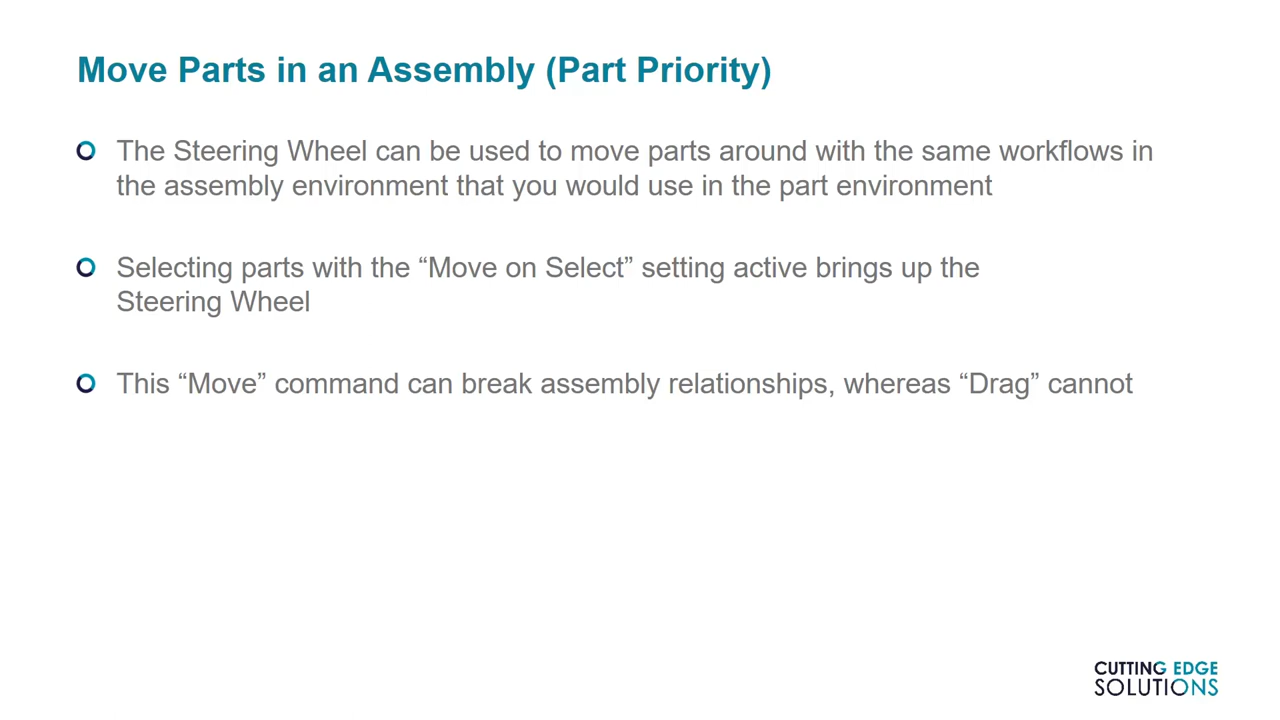 Move Parts in an Assembly (Part Priority)
The Steering Wheel can be used to move parts around with the same workflows in
the assembly environment that you would use in the part environment
Selecting parts with the “Move on Select” setting active brings up the
Steering Wheel
This “Move” command can break assembly relationships, whereas “Drag” cannot
CUTTING EDGE
SOLUTIONS